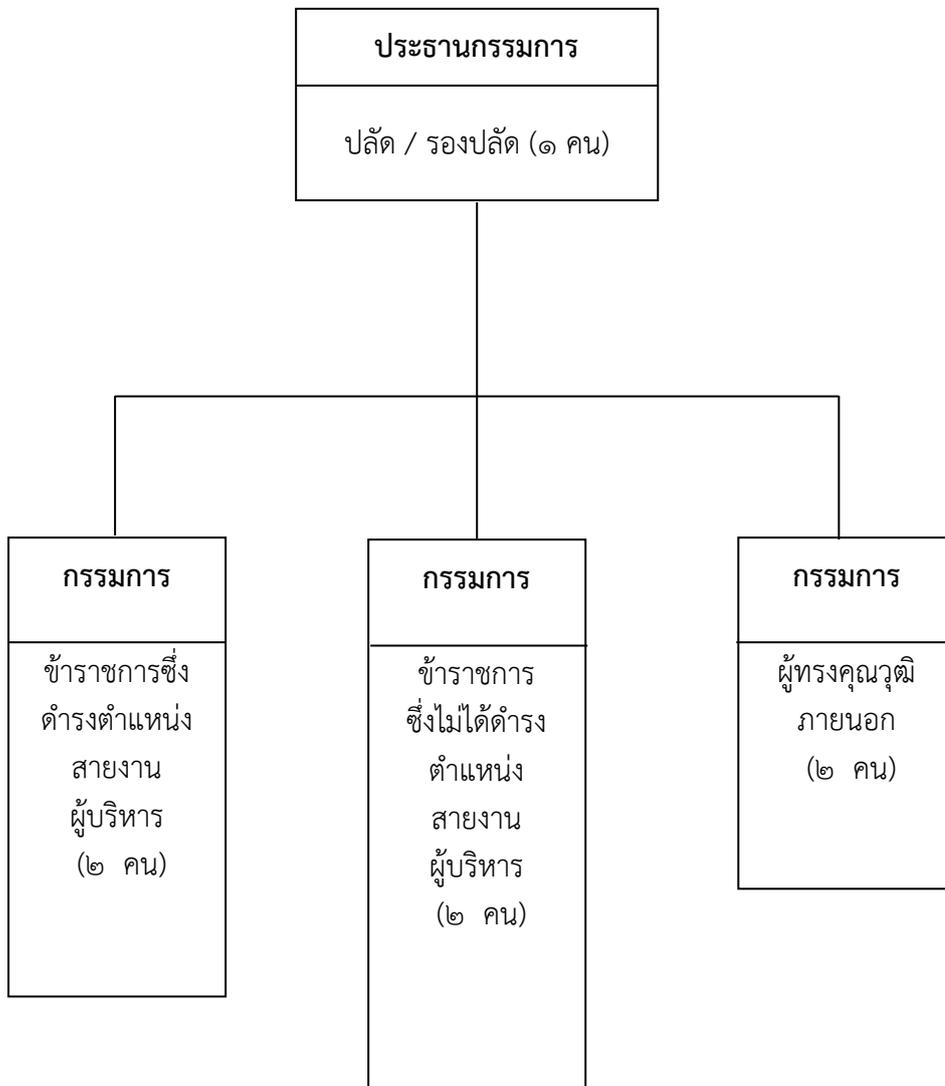 ประธานกรรมการ
ปลัด / รองปลัด (๑ คน)
กรรมการ
ข้าราชการซึ่ง
ดำรงตำแหน่ง
สายงาน
ผู้บริหาร
(๒ คน)
กรรมการ
ข้าราชการ
ซึ่งไม่ได้ดำรง
ตำแหน่ง
สายงาน
ผู้บริหาร
(๒ คน)
กรรมการ
ผู้ทรงคุณวุฒิ
ภายนอก
(๒ คน)